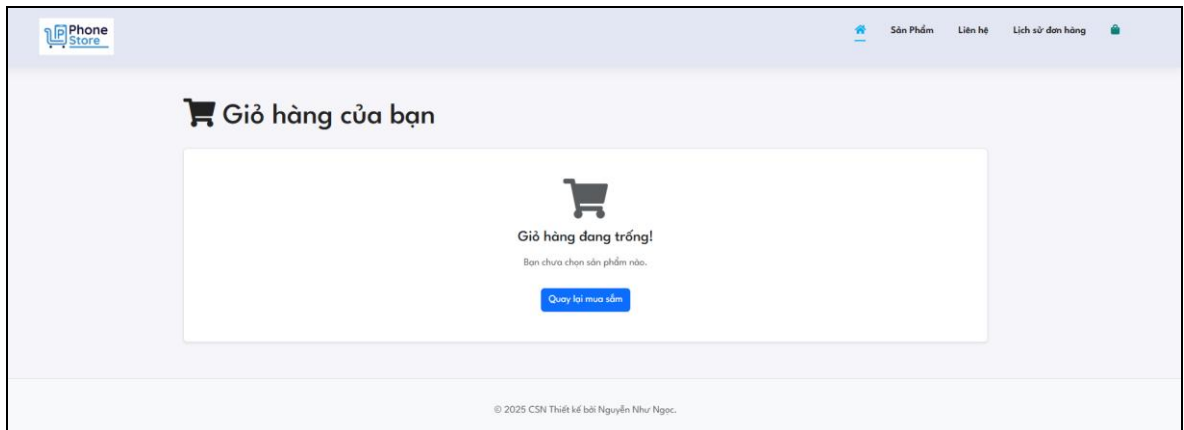 Phone
Store
Sản Phẩm Liên hệ Lịch sử đơn hàng
Giỏ hàng của bạn
Giỏ hàng đang trống!
Bạn chưa chọn sản phẩm nào.
Quay lại mua sắm
© 2025 CSN Thiết kế bởi Nguyễn Như Ngọc.